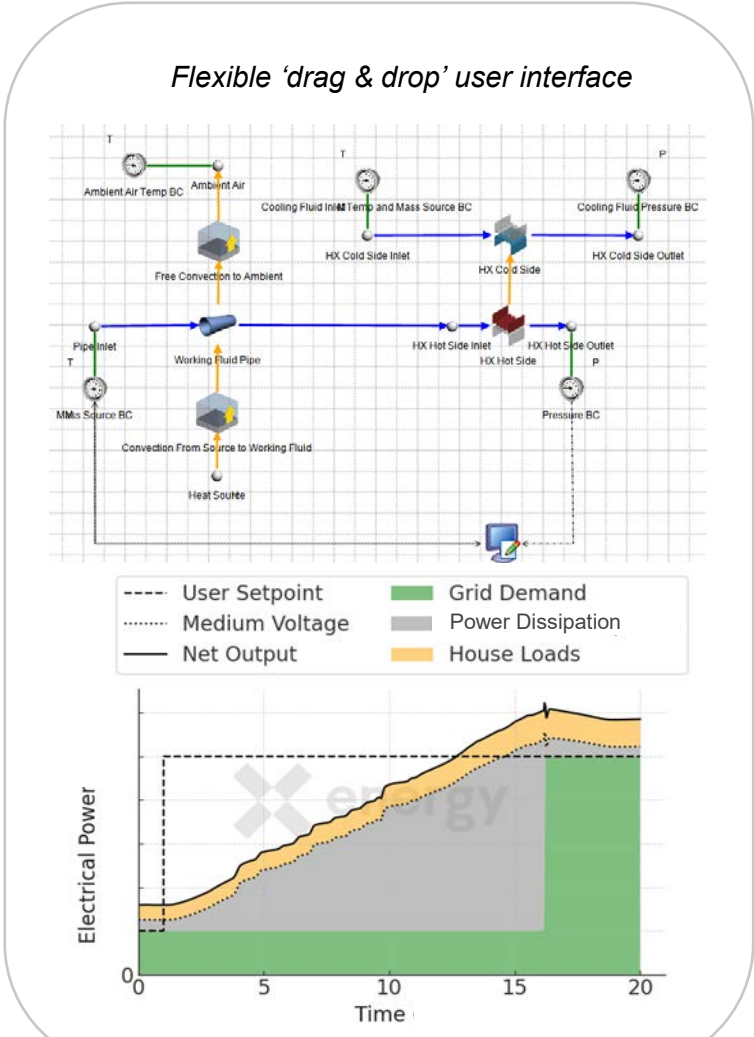 Flexible ‘drag & drop’ user interface
T
Ambient Air Temp BC
Ambient Air
T
Cooling Fluid Inlet Temp and Mass Source BC
P
Cooling Fluid Pressure BC
HX Cold Side Inlet
HX Cold Side
HX Cold Side Outlet
Free Convection to Ambient
Pipe Inlet
Working Fluid Pipe
HX Hot Side Inlet
HX Hot Side
HX Hot Side Outlet
T
P
Mass Source BC
Pressure BC
Convection From Source to Working Fluid
Heat Source
User Setpoint
Medium Voltage
Net Output
Grid Demand
Power Dissipation
House Loads
energy
Electrical Power
0
0
5
10
15
20
Time